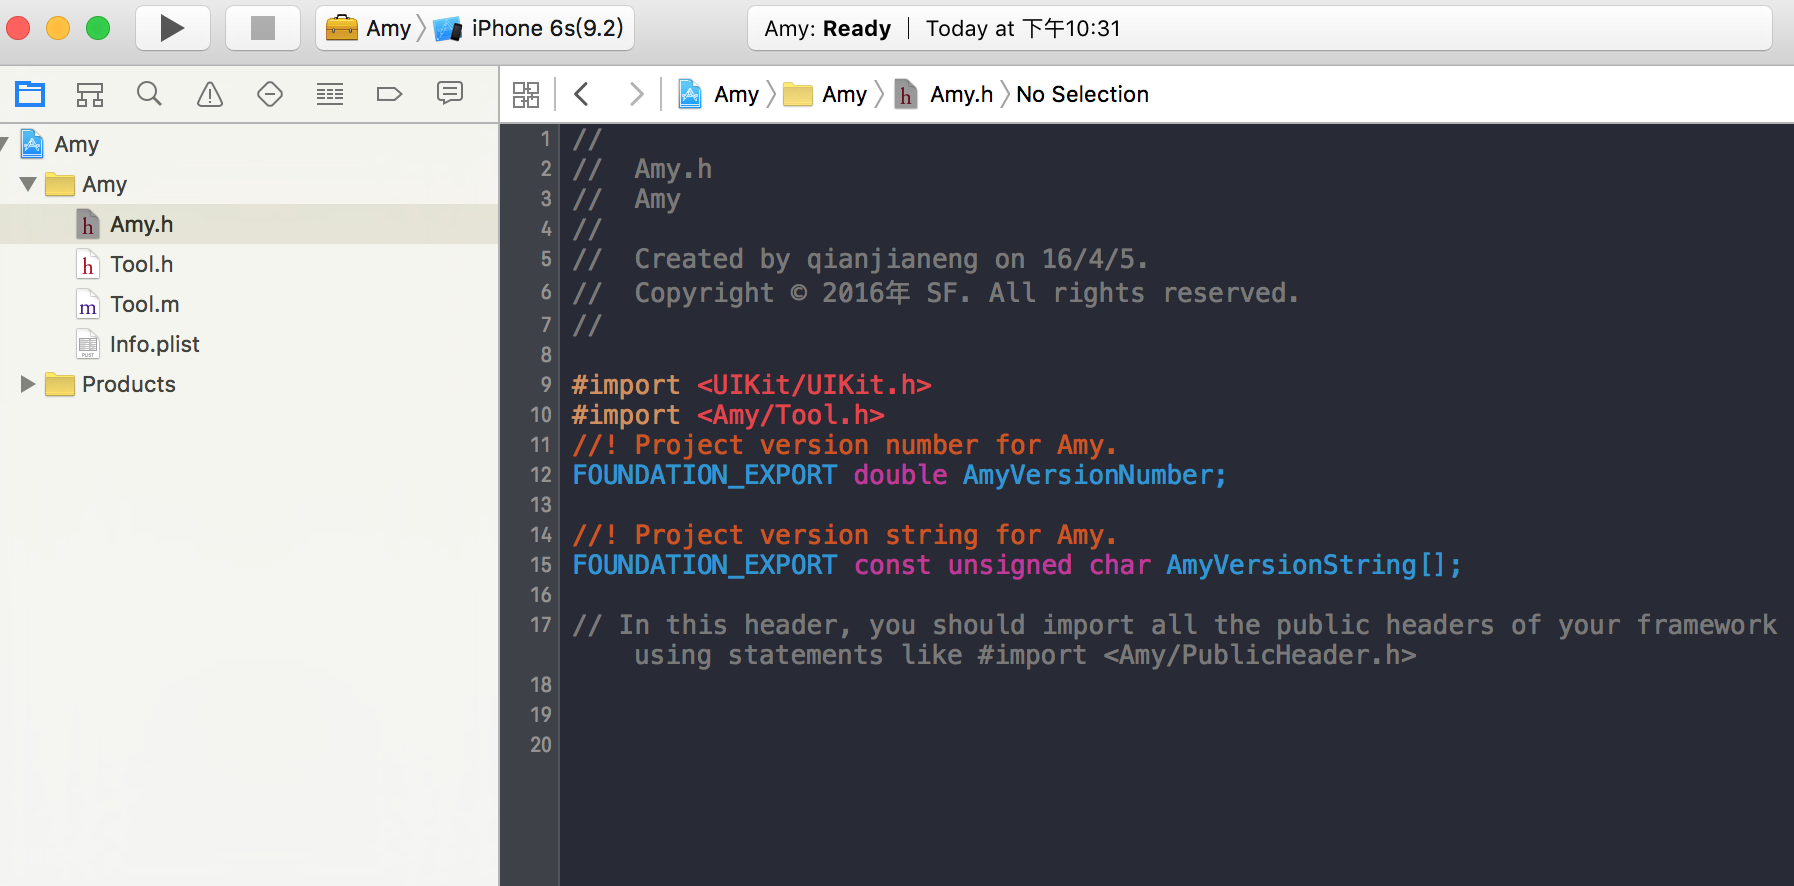 Amy iPhone 6s(9.2) Amy: Ready Today at 下午10:31
Amy Amy Amy.h No Selection
Amy
Amy
Amy.h
Tool.h
Tool.m
Info.plist
Products
1 //
2 // Amy.h
3 // Amy
4 //
5 // Created by qianjianeng on 16/4/5.
6 // Copyright © 2016年 SF. All rights reserved.
7 //
8
9 #import <UIKit/UIKit.h>
10 #import <Amy/Tool.h>
11 //! Project version number for Amy.
12 FOUNDATION_EXPORT double AmyVersionNumber;
13
14 //! Project version string for Amy.
15 FOUNDATION_EXPORT const unsigned char AmyVersionString[];
16
17 // In this header, you should import all the public headers of your framework
using statements like #import <Amy/PublicHeader.h>
18
19
20